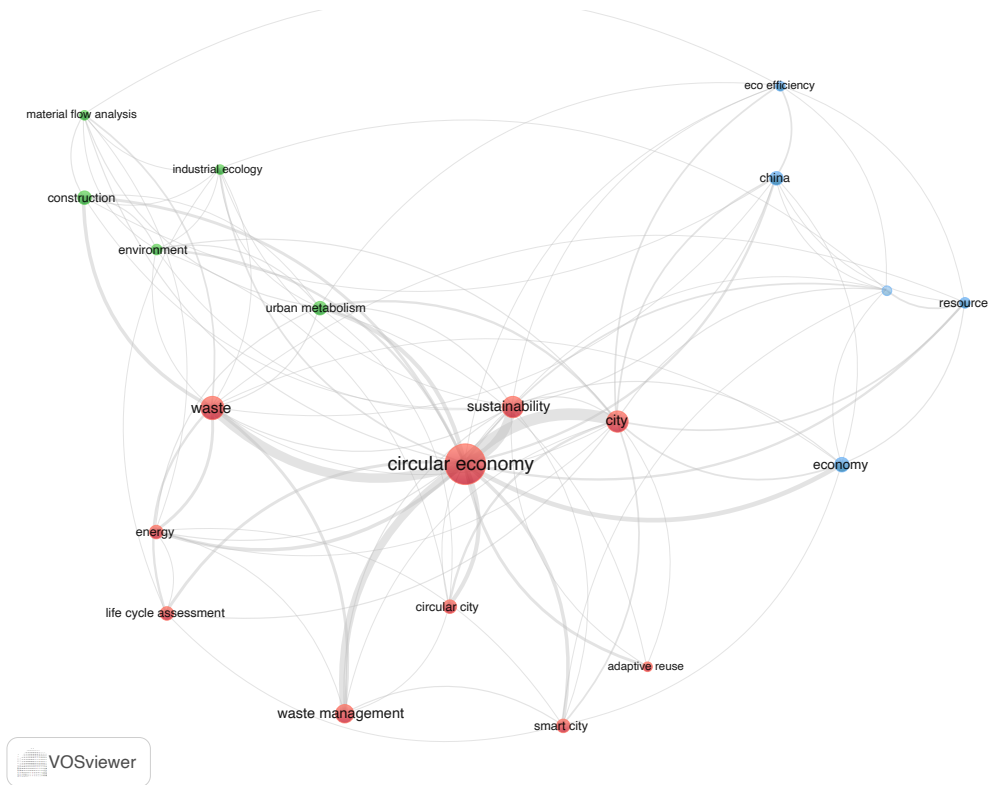 eco efficiency
material flow analysis
industrial ecology
china
construction
environment
urban metabolism
resource
waste
sustainability
city
circular economy
economy
energy
life cycle assessment
circular city
adaptive reuse
waste management
smart city
VOSviewer